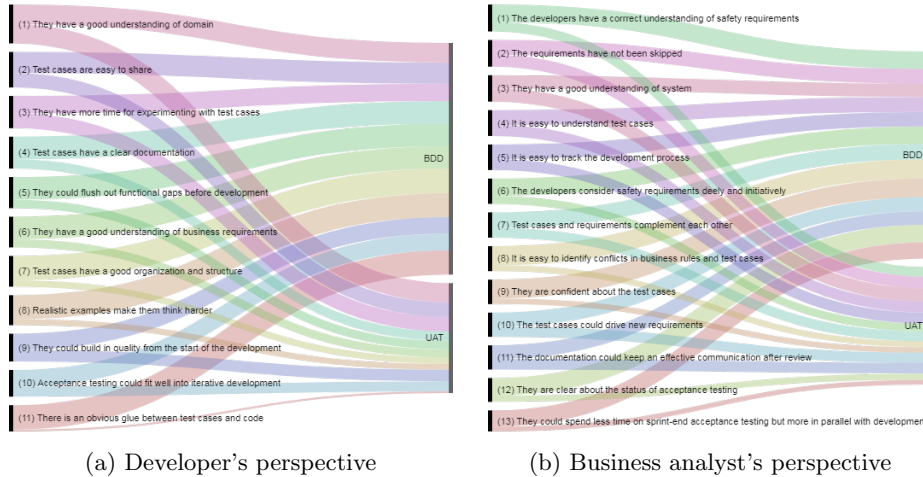 (1) They have a good understanding of domain
(2) Test cases are easy to share
(3) They have more time for experimenting with test cases
(4) Test cases have a clear documentation
BDD
(5) They could flush out functional gaps before development
(6) They have a good understanding of business requirements
(7) Test cases have a good organization and structure
(8) Realistic examples make them think harder
UAT
(9) They could build in quality from the start of the development
(10) Acceptance testing could fit well into iterative development
(11) There is an obvious glue between test cases and code
(a) Developer's perspective
(1) The developers have a corrrect understanding of safety requirements
(2) The requirements have not been skipped
(3) They have a good understanding of system
(4) It is easy to understand test cases
(5) It is easy to track the development process
BDD
(6) The developers consider safety requirements deely and initiatively
(7) Test cases and requirements complement each other
(8) It is easy to identify conflicts in business rules and test cases
(9) They are confident about the test cases
(10) The test cases could drive new requirements
UAT
(11) The documentation could keep an effective communication after review
(12) They are clear about the status of acceptance testing
(13) They could spend less time on sprint-end acceptance testing but more in parallel with development
(b) Business analyst's perspective